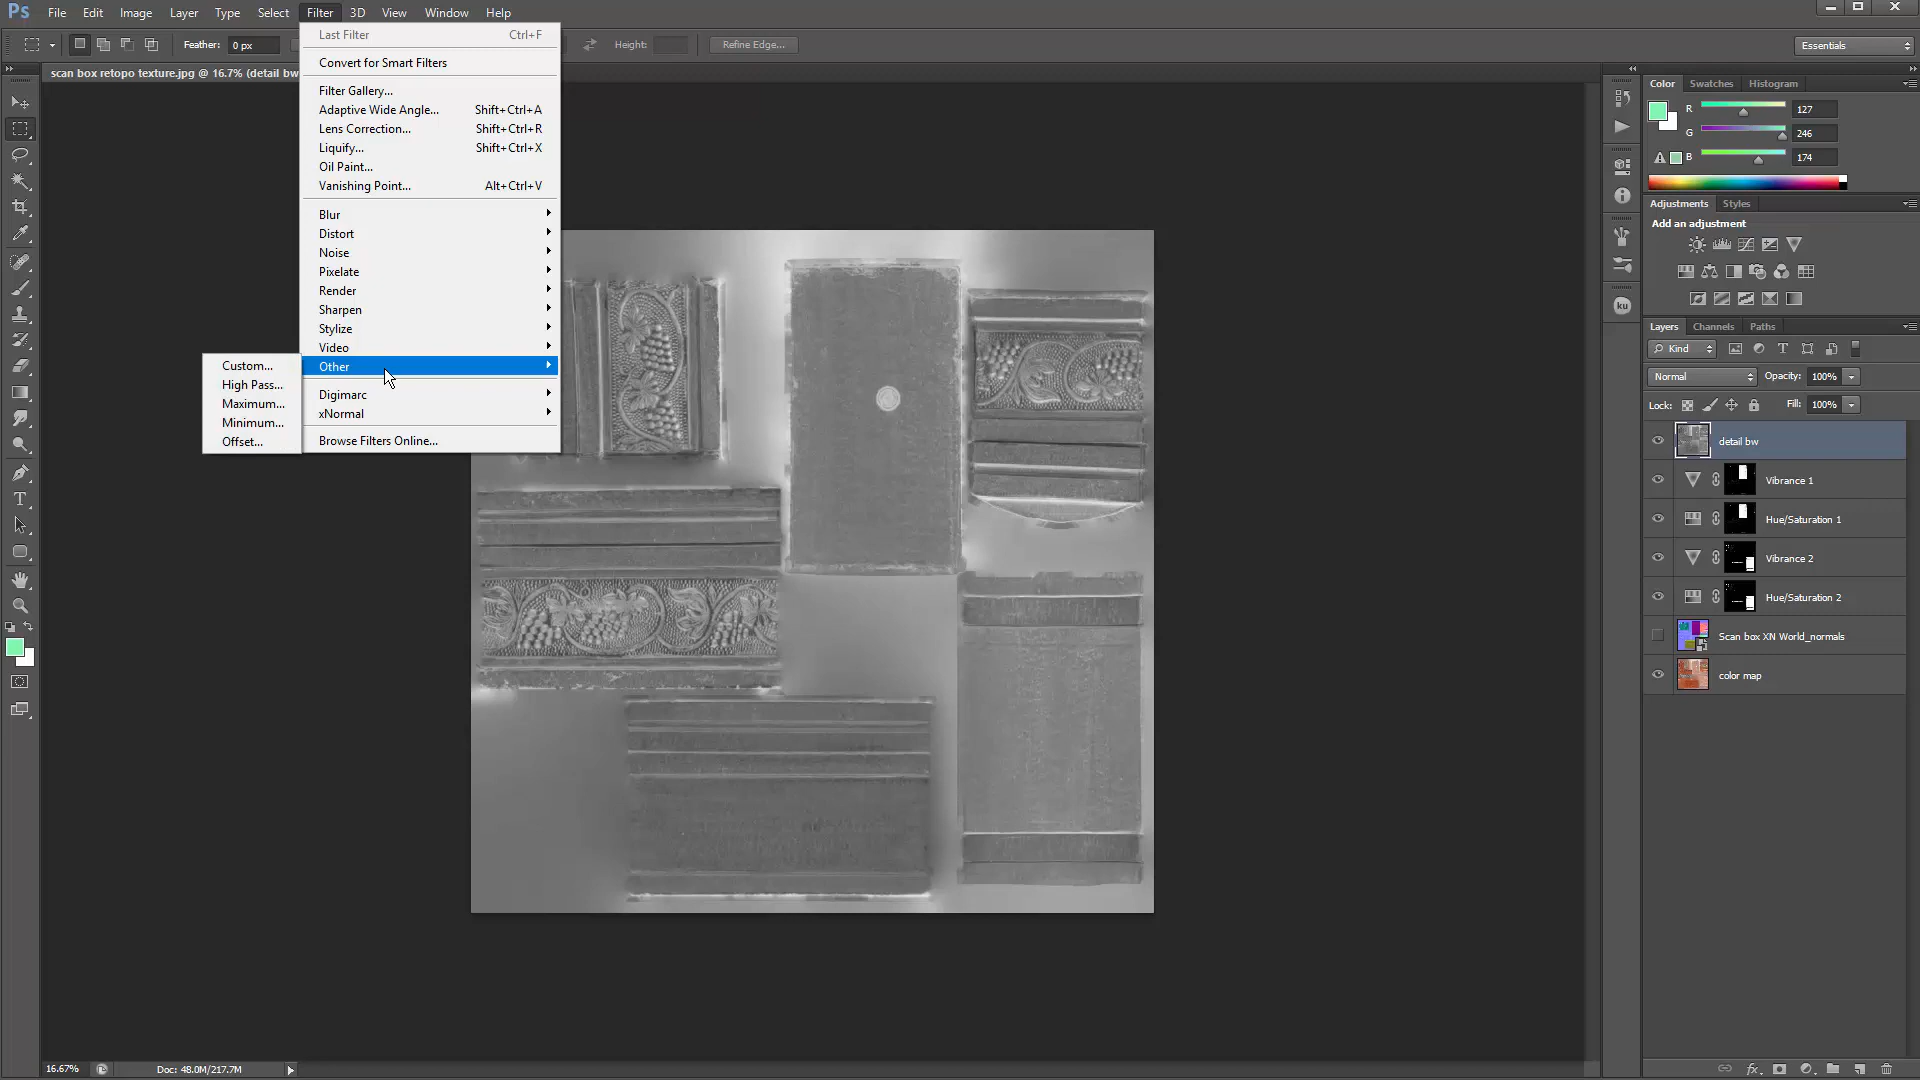 Ps File Edit Image Layer Type Select Filter 3D View Window Help
Feather: 0 px Height: Refine Edge... Essentials
scan box retopo texture.jpg @ 16.7% (detail bw
Last Filter Ctrl+F
Convert for Smart Filters
Filter Gallery...
Adaptive Wide Angle... Shift+Ctrl+A
Lens Correction... Shift+Ctrl+R
Liquify... Shift+Ctrl+X
Oil Paint...
Vanishing Point... Alt+Ctrl+V
Blur
Distort
Noise
Pixelate
Render
Sharpen
Stylize
Video
Other
Digimarc
xNormal
Browse Filters Online...
Custom...
High Pass...
Maximum...
Minimum...
Offset...
Color Swatches Histogram
R 127
G 246
B 174
Adjustments Styles
Add an adjustment
Layers Channels Paths
Kind
Normal Opacity: 100%
Lock: Fill: 100%
detail bw
Vibrance 1
Hue/Saturation 1
Vibrance 2
Hue/Saturation 2
Scan box XN World_normals
color map
ku
16.67% Doc: 48.0M/217.7M
fx